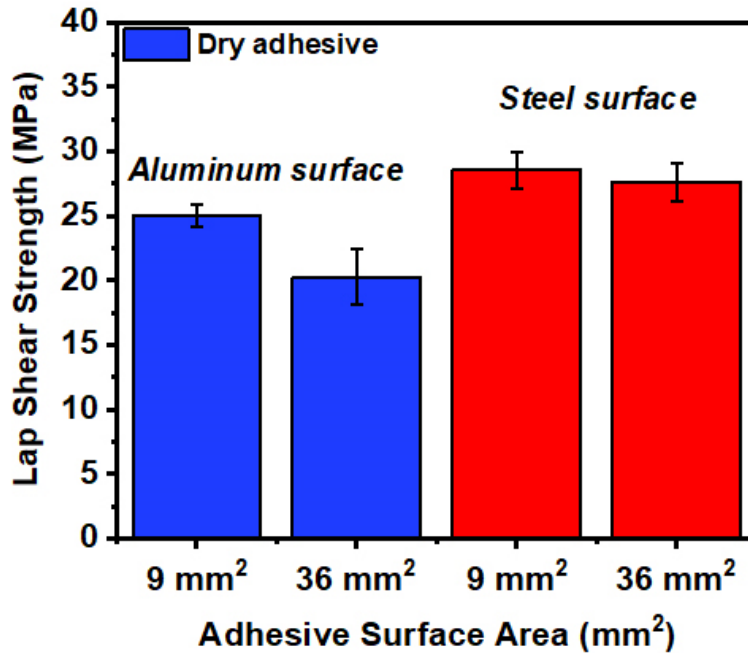 Dry adhesive
Aluminum surface
Steel surface
Lap Shear Strength (MPa)
40
35
30
25
20
15
10
5
0
9 mm²
36 mm²
9 mm²
36 mm²
Adhesive Surface Area (mm²)